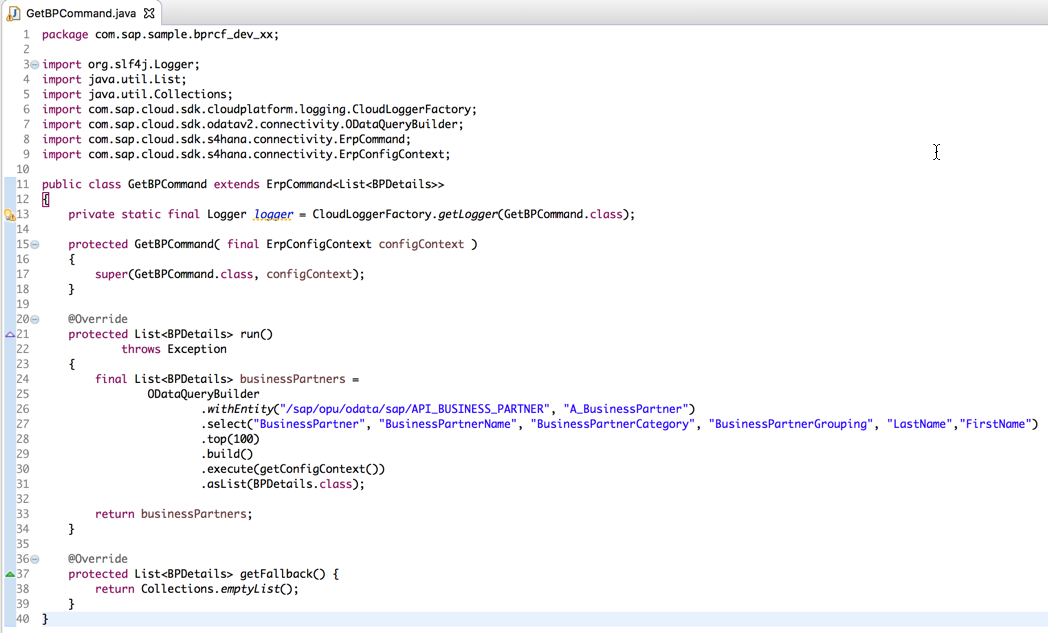 GetBPCommand.java
1 package com.sap.sample.bprcf_dev_xx;
2
3 import org.slf4j.Logger;
4 import java.util.List;
5 import java.util.Collections;
6 import com.sap.cloud.sdk.cloudplatform.logging.CloudLoggerFactory;
7 import com.sap.cloud.sdk.odatav2.connectivity.ODataQueryBuilder;
8 import com.sap.cloud.sdk.s4hana.connectivity.ErpCommand;
9 import com.sap.cloud.sdk.s4hana.connectivity.ErpConfigContext;
10
11 public class GetBPCommand extends ErpCommand<List<BPDetails>>
12 {
13     private static final Logger logger = CloudLoggerFactory.getLogger(GetBPCommand.class);
14
15     protected GetBPCommand( final ErpConfigContext configContext )
16     {
17         super(GetBPCommand.class, configContext);
18     }
19
20     @Override
21     protected List<BPDetails> run()
22             throws Exception
23     {
24         final List<BPDetails> businessPartners =
25                 ODataQueryBuilder
26                         .withEntity("/sap/opu/odata/sap/API_BUSINESS_PARTNER", "A_BusinessPartner")
27                         .select("BusinessPartner", "BusinessPartnerName", "BusinessPartnerCategory", "BusinessPartnerGrouping", "LastName","FirstName")
28                         .top(100)
29                         .build()
30                         .execute(getConfigContext())
31                         .asList(BPDetails.class);
32
33         return businessPartners;
34     }
35
36     @Override
37     protected List<BPDetails> getFallback() {
38         return Collections.emptyList();
39     }
40 }